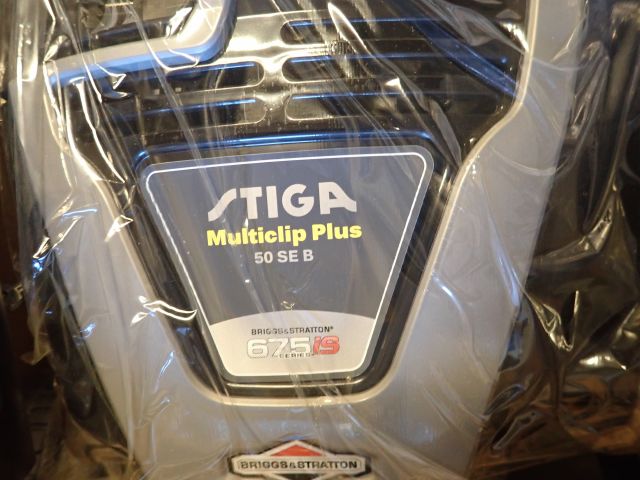 STIGA
Multiclip Plus
50 SE B
BRIGGS&STRATTON®
675iS
SERIES
BRIGGS&STRATTON